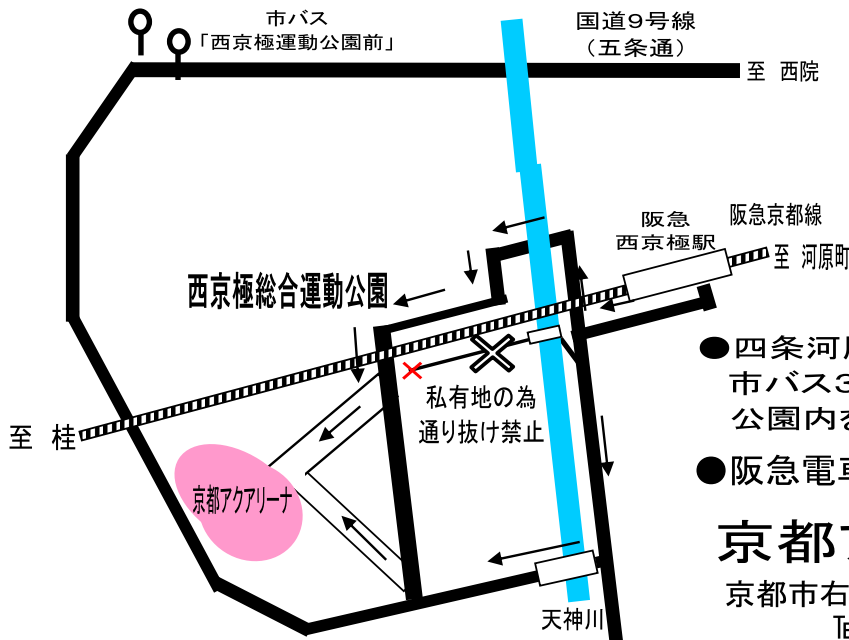 市バス
「西京極運動公園前」
国道9号線
（五条通）
至 西院
阪急
西京極駅
阪急京都線
至 河原町
西京極総合運動公園
私有地の為
通り抜け禁止
至 桂
京都アクアリーナ
天神川
●四条河
市バス3
公園内
●阪急電車
京都
京都市右